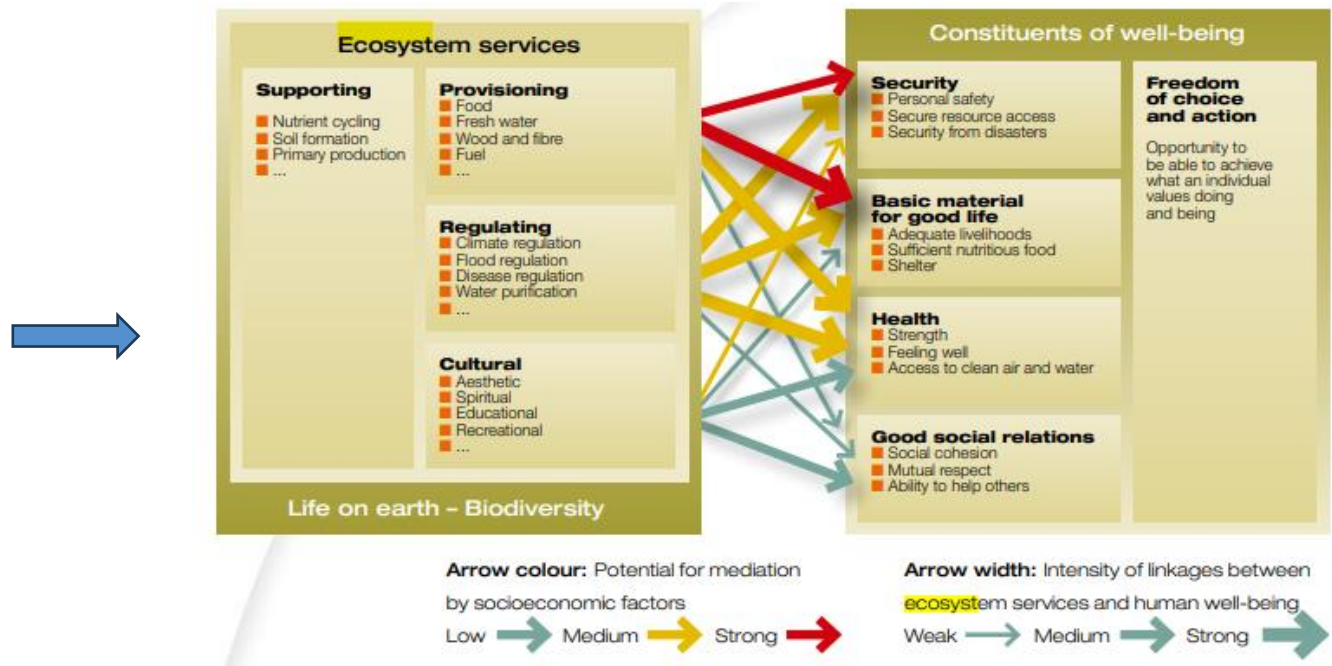 Ecosystem services
Supporting
■ Nutrient cycling
■ Soil formation
■ Primary production
■ ...
Provisioning
■ Food
■ Fresh water
■ Wood and fibre
■ Fuel
■ ...
Regulating
■ Climate regulation
■ Flood regulation
■ Disease regulation
■ Water purification
■ ...
Cultural
■ Aesthetic
■ Spiritual
■ Educational
■ Recreational
■ ...
Life on earth – Biodiversity
Constituents of well-being
Security
■ Personal safety
■ Secure resource access
■ Security from disasters
Basic material
for good life
■ Adequate livelihoods
■ Sufficient nutritious food
■ Shelter
Health
■ Strength
■ Feeling well
■ Access to clean air and water
Good social relations
■ Social cohesion
■ Mutual respect
■ Ability to help others
Freedom
of choice
and action
Opportunity to
be able to achieve
what an individual
values doing
and being
Arrow colour: Potential for mediation
by socioeconomic factors
Low Medium Strong
Arrow width: Intensity of linkages between
ecosystem services and human well-being
Weak Medium Strong